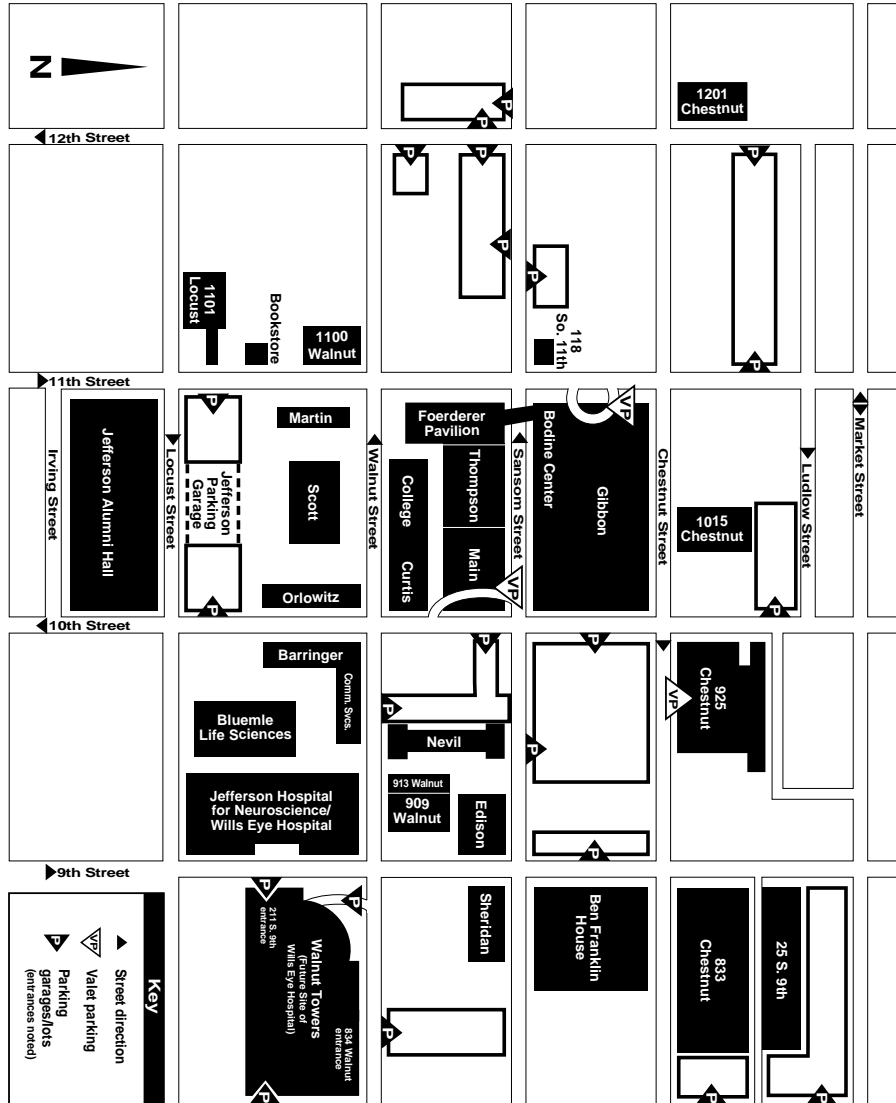 N
1201
Chestnut
12th Street
P
P
P
P
P
P
P
P
1101
Locust
Bookstore
1100
Walnut
118
So. 11th
P
11th Street
Irving Street
Jefferson Alumni Hall
Locust Street
P
Jefferson
Parking
Garage
P
Martin
Scott
Orlowitz
Walnut Street
Foerderer
Pavilion
College
Curtis
Thompson
Main
VP
Sansom Street
VP
Bodine Center
Gibbon
Chestnut Street
1015
Chestnut
P
Ludlow Street
Market Street
10th Street
Barringer
Comm. Svcs.
Bluemle
Life Sciences
Jefferson Hospital
for Neuroscience/
Wills Eye Hospital
P
P
Nevil
913 Walnut
909
Walnut
Edison
P
P
P
VP
925
Chestnut
9th Street
Key
Street direction
VP
Valet parking
P
Parking
garages/lots
(entrances noted)
P
P
211 S. 9th
entrance
Walnut Towers
(Future Site of
Wills Eye Hospital)
834 Walnut
entrance
P
Sheridan
P
Ben Franklin
House
833
Chestnut
P
25 S. 9th
P